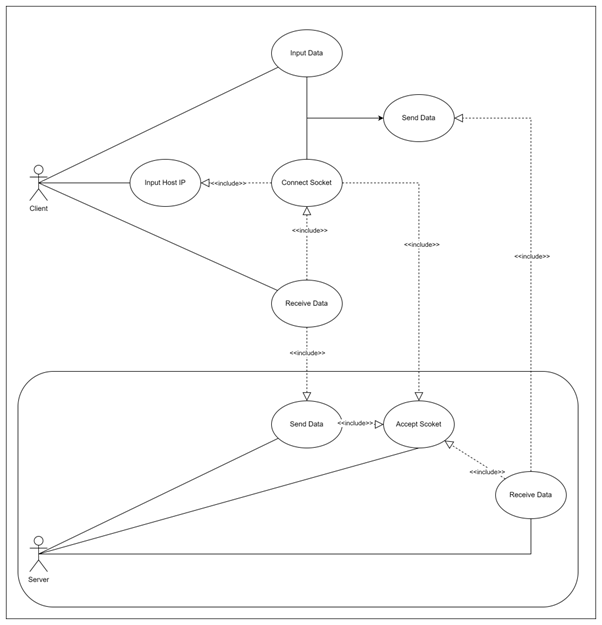 Input Data
Send Data
Client
Input Host IP
<<include>>
Connect Socket
<<include>>
<<include>>
<<include>>
Receive Data
<<include>>
Send Data
<<include>>
Accept Scoket
<<include>>
Receive Data
Server